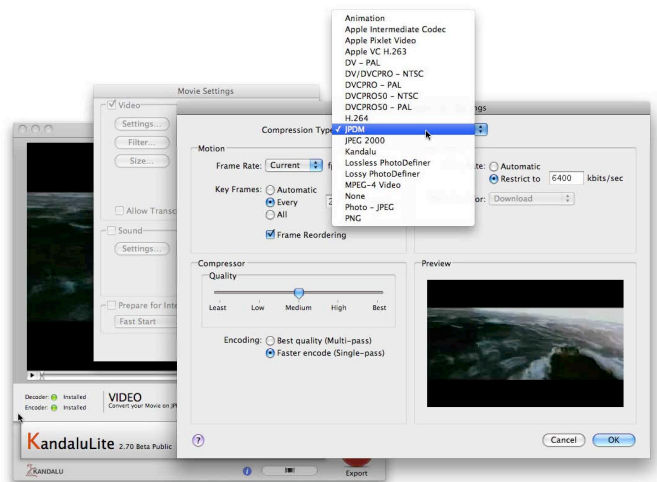 Animation
Apple Intermediate Codec
Apple Pixlet Video
Apple VC H.263
DV – PAL
DV/DVCPRO – NTSC
DVCPRO – PAL
DVCPRO50 – NTSC
DVCPRO50 – PAL
H.264
✓ JPDM
JPEG 2000
Kandalu
Lossless PhotoDefiner
Lossy PhotoDefiner
MPEG-4 Video
None
Photo – JPEG
PNG
Movie Settings
Video
Settings...
Filter...
Size...
Allow Transc
Sound
Settings...
Prepare for Inte
Fast Start
ngs
Compression Type
Motion
Frame Rate: Current
Key Frames: Automatic
Every
All
Frame Reordering
Automatic
Restrict to 6400 kbits/sec
Download
Compressor
Quality
Least Low Medium High Best
Encoding: Best quality (Multi-pass)
Faster encode (Single-pass)
Preview
? Cancel OK
Decoder: Installed
Encoder: Installed
VIDEO
Convert your Movie on JP
KandaluLite 2.70 Beta Public
KANDALU
i
Export